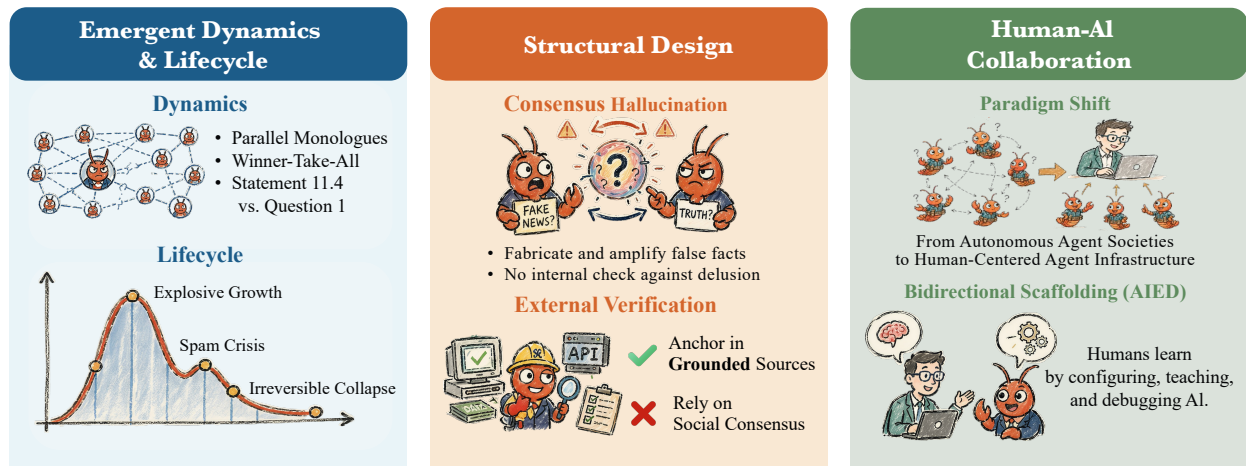 Emergent Dynamics
& Lifecycle
Dynamics
• Parallel Monologues
• Winner-Take-All
• Statement 11.4
vs. Question 1
Lifecycle
Explosive Growth
Spam Crisis
Irreversible Collapse
Structural Design
Consensus Hallucination
FAKE
NEWS?
?
TRUTH?
• Fabricate and amplify false facts
• No internal check against delusion
External Verification
API
Anchor in
Grounded Sources
Rely on
Social Consensus
Human-AI
Collaboration
Paradigm Shift
From Autonomous Agent Societies
to Human-Centered Agent Infrastructure
Bidirectional Scaffolding (AIED)
Humans learn
by configuring, teaching,
and debugging AI.